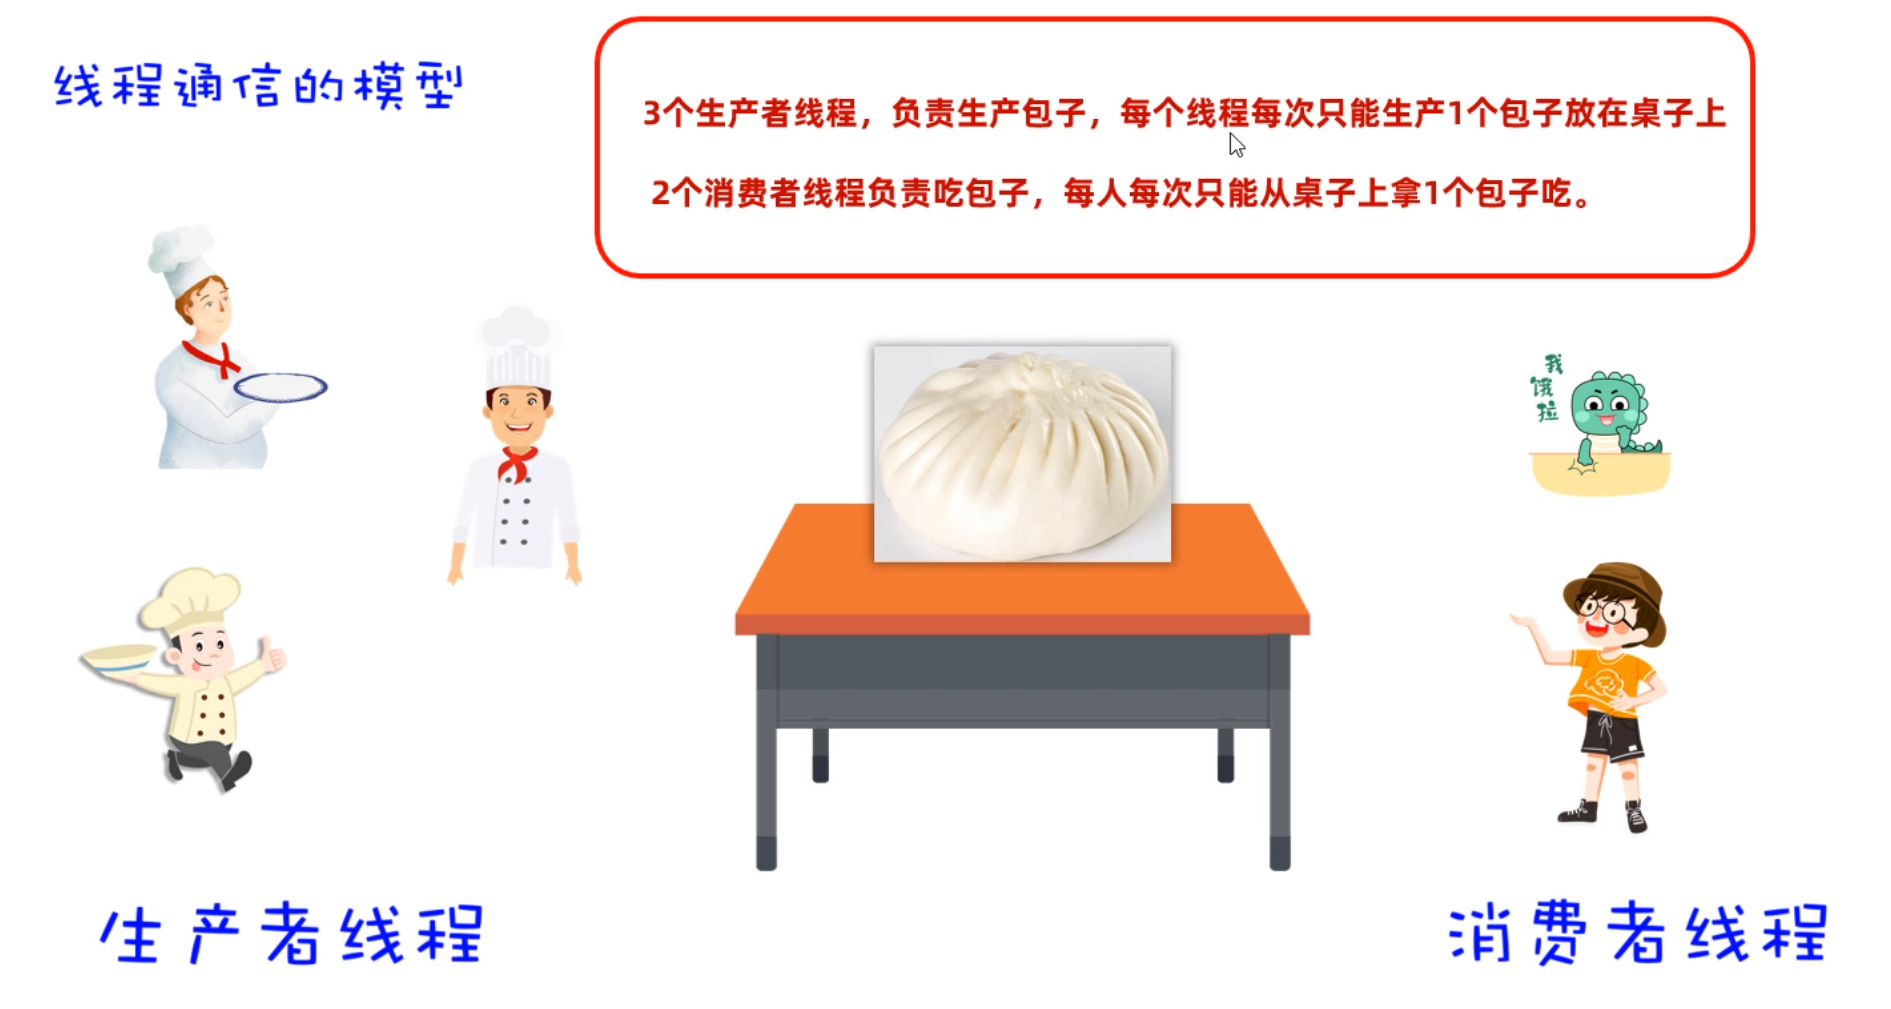 线程通信的模型
3个生产者线程，负责生产包子，每个线程每次只能生产1个包子放在桌子上
2个消费者线程负责吃包子，每人每次只能从桌子上拿1个包子吃。
我饿拉
生产者线程
消费者线程